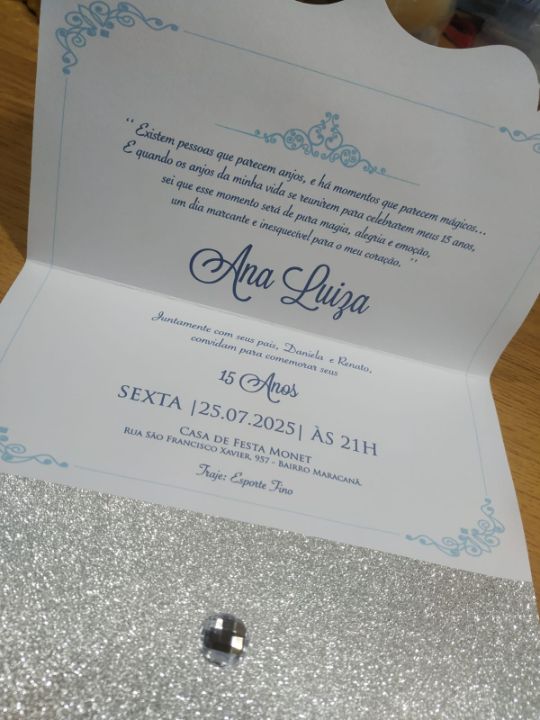 “ Existem pessoas que parecem anjos, e há momentos que parecem mágicos...
E quando os anjos da minha vida se reunirem para celebrarem meus 15 anos,
sei que esse momento será de pura magia, alegria e emoção,
um dia marcante e inesquecível para o meu coração. ”
Ana Luiza
Juntamente com seus pais, Daniela e Renato,
convidam para comemorar seus
15 Anos
SEXTA |25.07.2025| ÀS 21H
CASA DE FESTA MONET
RUA SÃO FRANCISCO XAVIER, 957 - BAIRRO MARACANÃ.
Traje: Esporte Fino